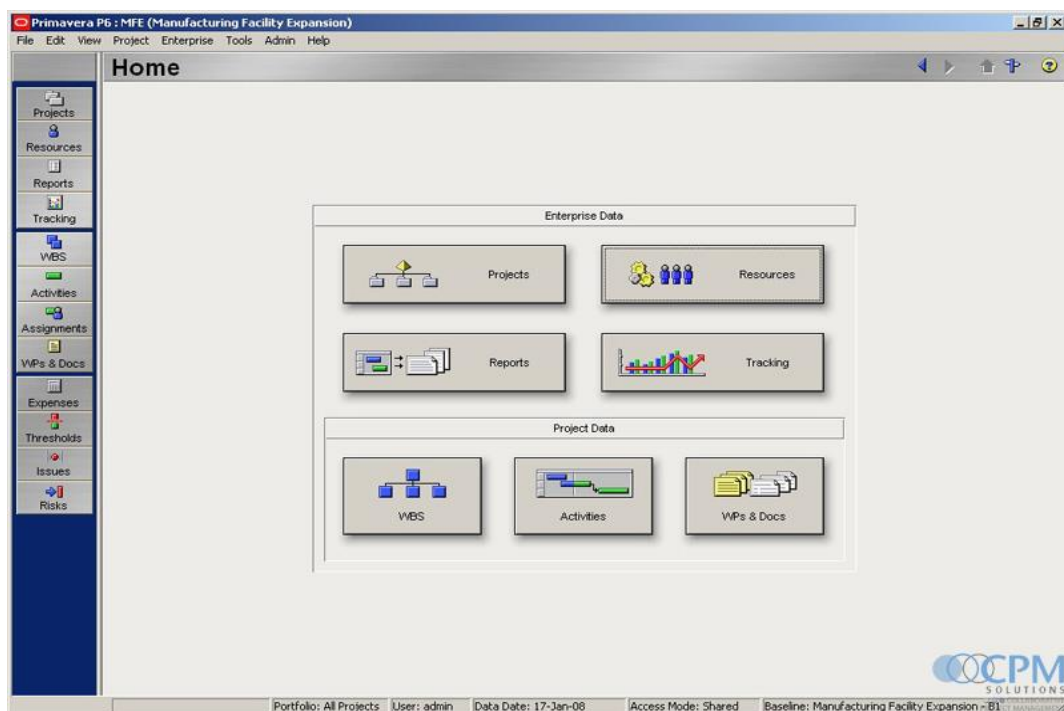 Primavera P6 : MFE (Manufacturing Facility Expansion)
File Edit View Project Enterprise Tools Admin Help
Home
Projects
Resources
Reports
Tracking
WBS
Activities
Assignments
WPs & Docs
Expenses
Thresholds
Issues
Risks
Enterprise Data
Projects
Resources
Reports
Tracking
Project Data
WBS
Activities
WPs & Docs
CPM
SOLUTIONS
Portfolio: All Projects User: admin Data Date: 17-Jan-08 Access Mode: Shared Baseline: Manufacturing Facility Expansion - B1